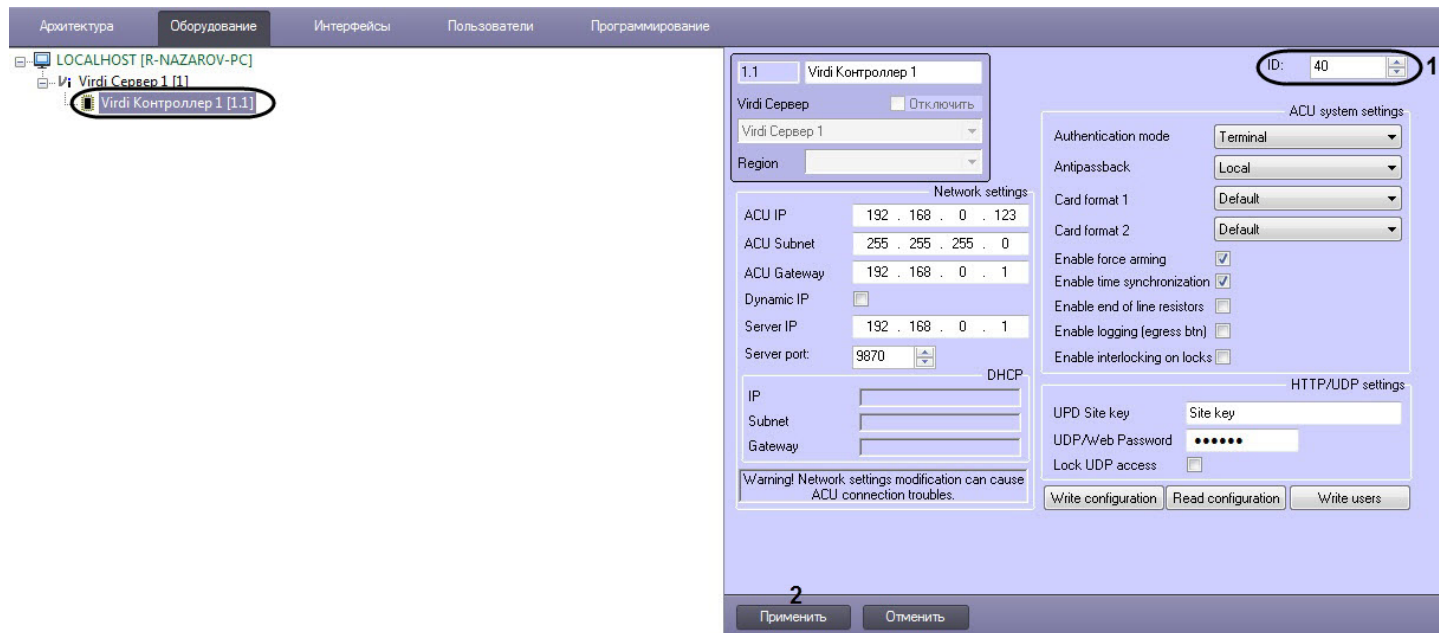 Архитектура Оборудование Интерфейсы Пользователи Программирование
LOCALHOST [R-NAZAROV-PC]
Virdi Сервер 1 [1]
Virdi Контроллер 1 [1.1]
1.1 Virdi Контроллер 1
Virdi Сервер Отключить
Virdi Сервер 1
Region
Network settings
ACU IP 192 . 168 . 0 . 123
ACU Subnet 255 . 255 . 255 . 0
ACU Gateway 192 . 168 . 0 . 1
Dynamic IP
Server IP 192 . 168 . 0 . 1
Server port: 9870
DHCP
IP
Subnet
Gateway
Warning! Network settings modification can cause
ACU connection troubles.
ID: 40 1
ACU system settings
Authentication mode Terminal
Antipassback Local
Card format 1 Default
Card format 2 Default
Enable force arming
Enable time synchronization
Enable end of line resistors
Enable logging (egress btn)
Enable interlocking on locks
HTTP/UDP settings
UPD Site key Site key
UDP/Web Password ••••••
Lock UDP access
Write configuration Read configuration Write users
2
Применить Отменить